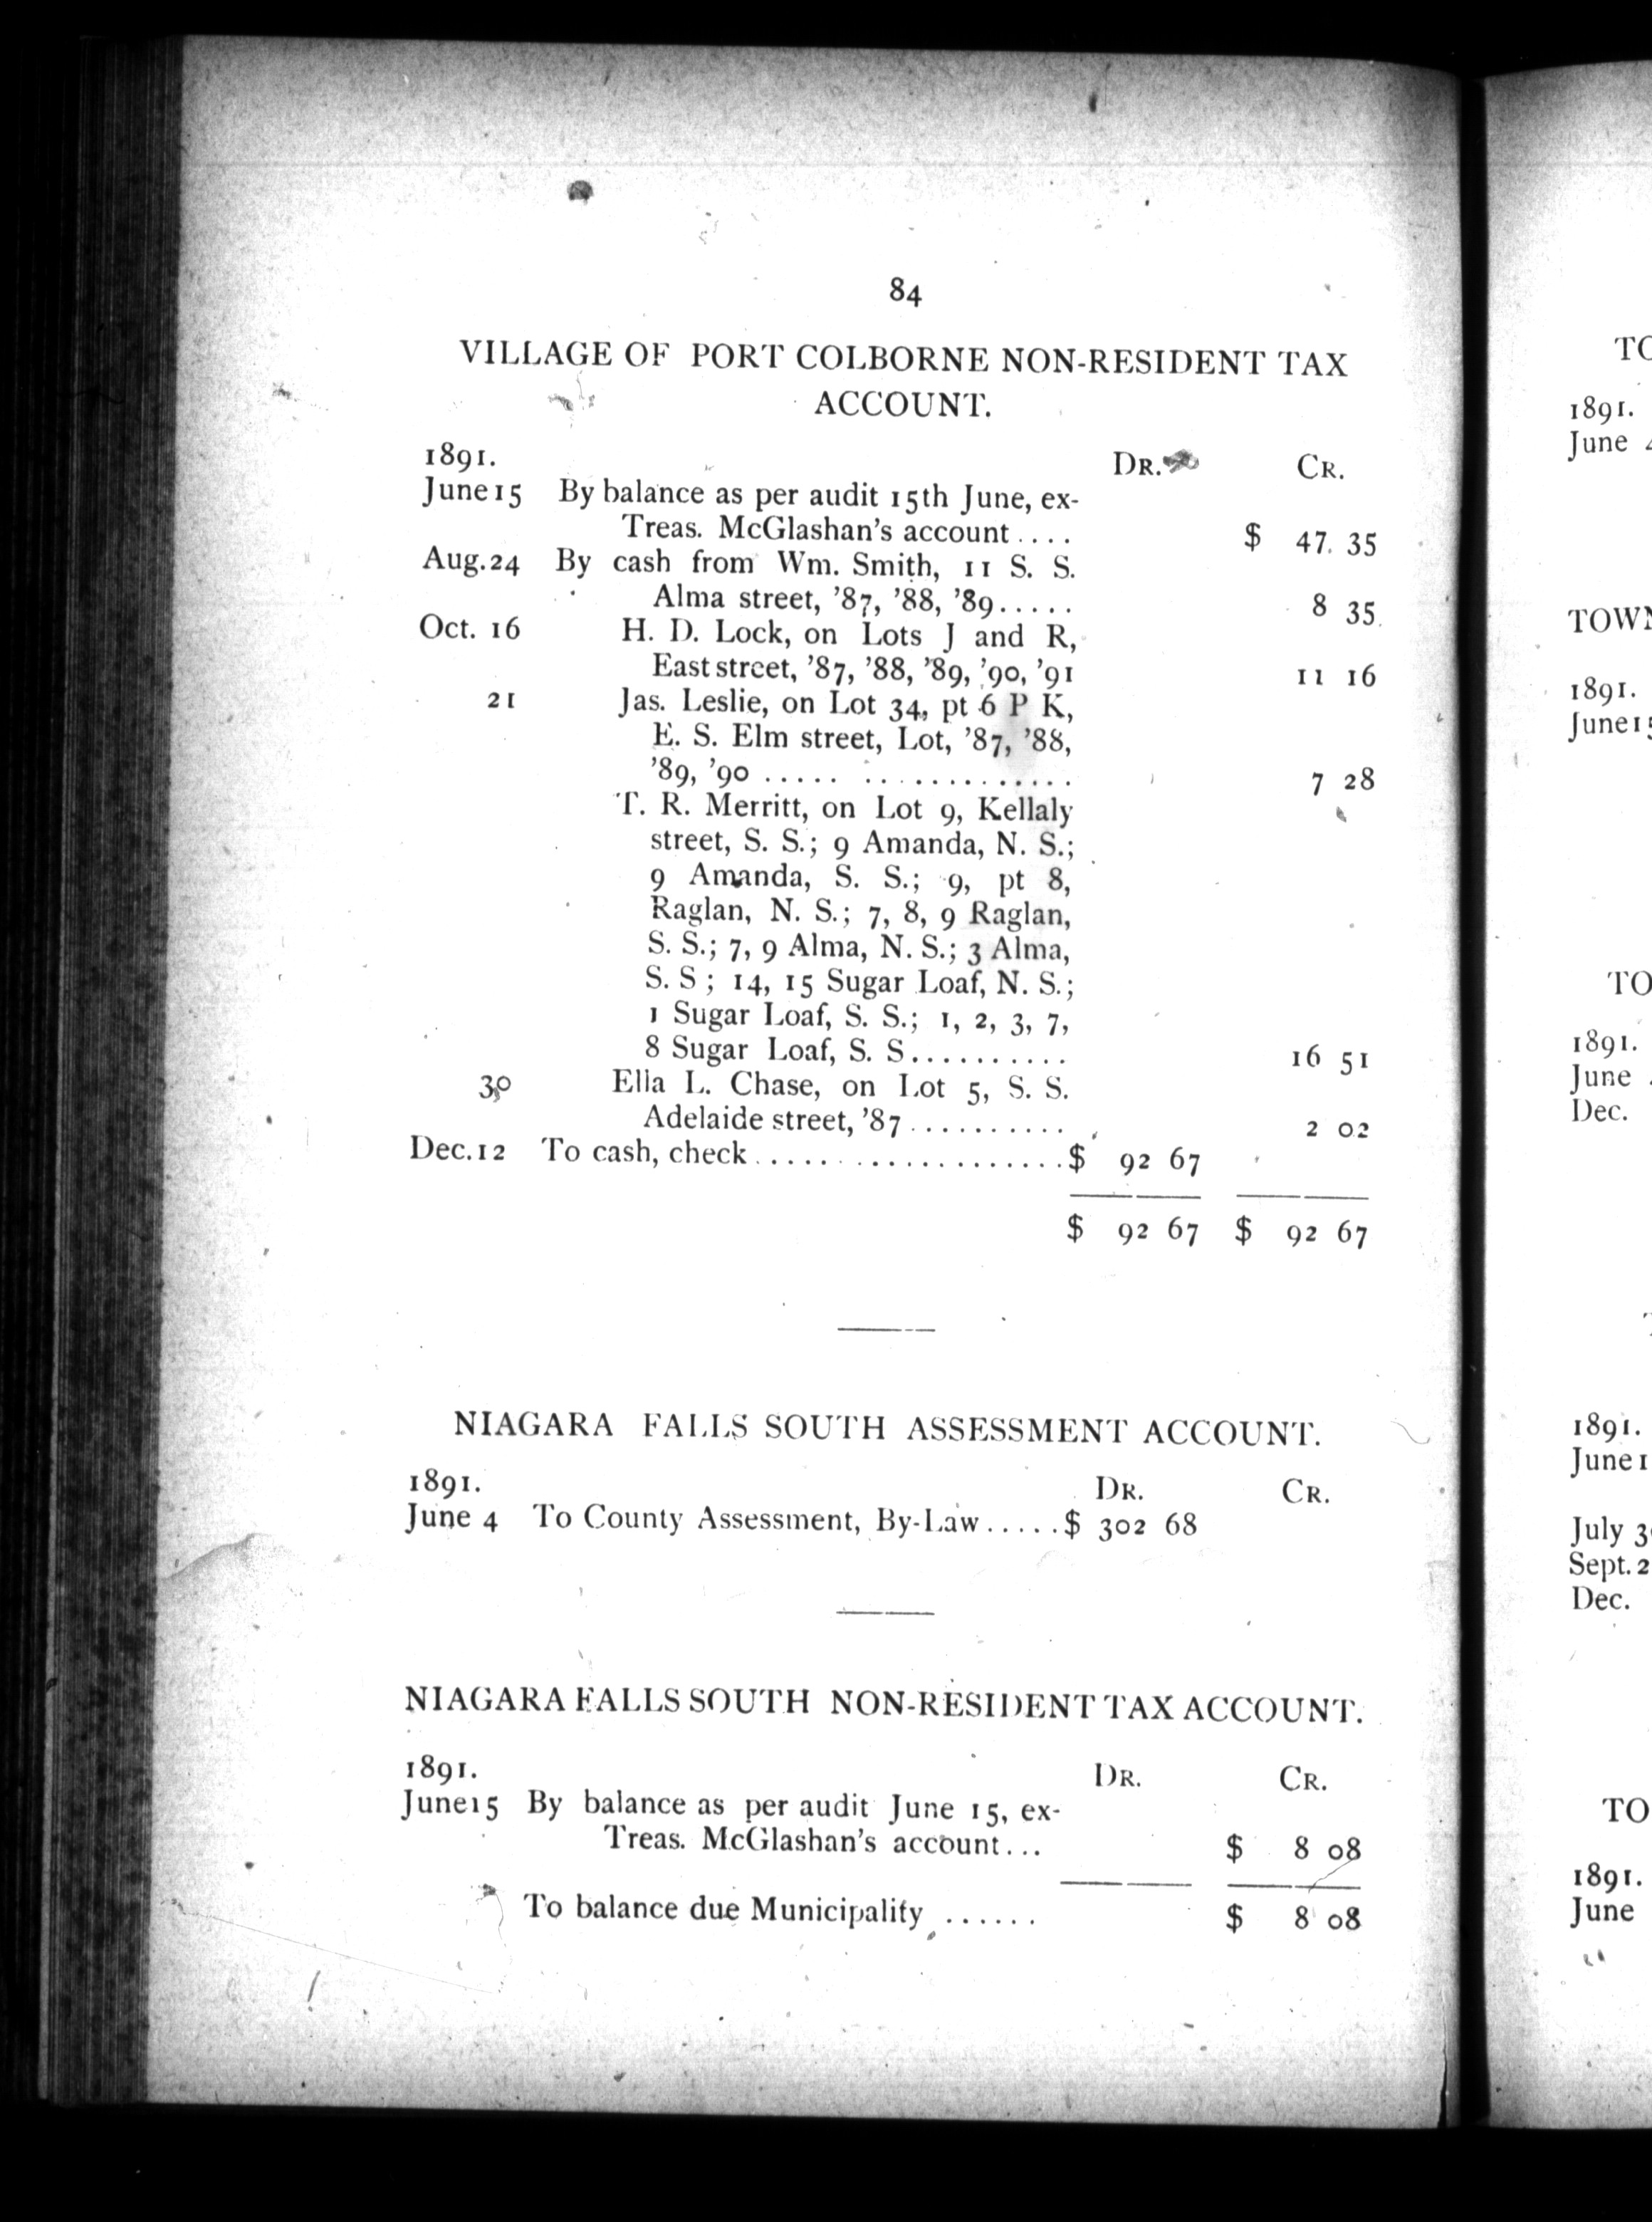 84
VILLAGE OF PORT COLBORNE NON-RESIDENT TAX
ACCOUNT.
1891. DR. CR.
June 15 By balance as per audit 15th June, ex-
Treas. McGlashan's account.... $ 47. 35
Aug. 24 By cash from Wm. Smith, 11 S. S.
Alma street, '87, '88, '89..... 8 35
Oct. 16 H. D. Lock, on Lots J and R,
East street, '87, '88, '89, '90, '91 11 16
21 Jas. Leslie, on Lot 34, pt 6 P K,
E. S. Elm street, Lot, '87, '88,
'89, '90 ..... ............. 7 28
T. R. Merritt, on Lot 9, Kellaly
street, S. S.; 9 Amanda, N. S.;
9 Amanda, S. S.; 9, pt 8,
Raglan, N. S.; 7, 8, 9 Raglan,
S. S.; 7, 9 Alma, N. S.; 3 Alma,
S. S ; 14, 15 Sugar Loaf, N. S.;
1 Sugar Loaf, S. S.; 1, 2, 3, 7,
8 Sugar Loaf, S. S.......... 16 51
30 Ella L. Chase, on Lot 5, S. S.
Adelaide street, '87.......... 2 02
Dec. 12 To cash, check...................$ 92 67
$ 92 67 $ 92 67
NIAGARA FALLS SOUTH ASSESSMENT ACCOUNT.
1891. DR. CR.
June 4 To County Assessment, By-Law.....$ 302 68
NIAGARA FALLS SOUTH NON-RESIDENT TAX ACCOUNT.
1891. DR. CR.
June 15 By balance as per audit June 15, ex-
Treas. McGlashan's account... $ 8 08
To balance due Municipality ...... $ 8 08
1891.
June
1891.
June 15
1891.
June
Dec.
1891.
June
July
Sept.
Dec.
1891.
June